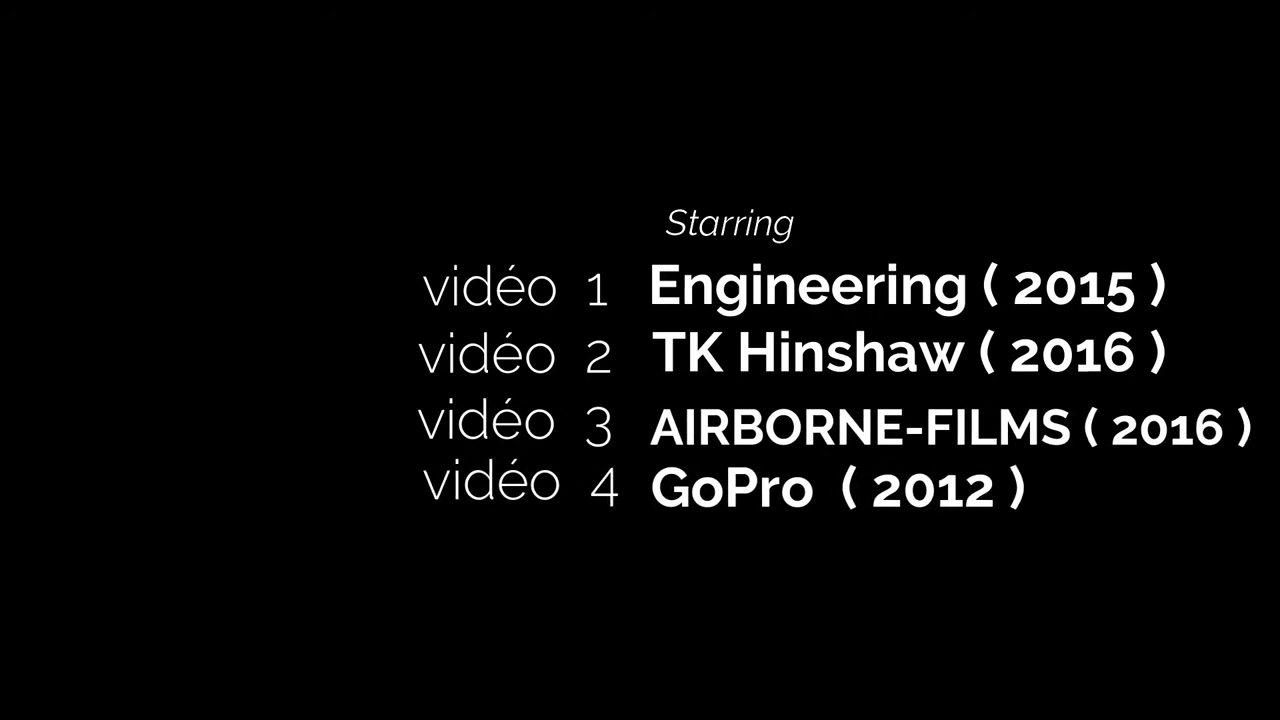 Starring
vidéo 1 Engineering ( 2015 )
vidéo 2 TK Hinshaw ( 2016 )
vidéo 3 AIRBORNE-FILMS ( 2016 )
vidéo 4 GoPro ( 2012 )